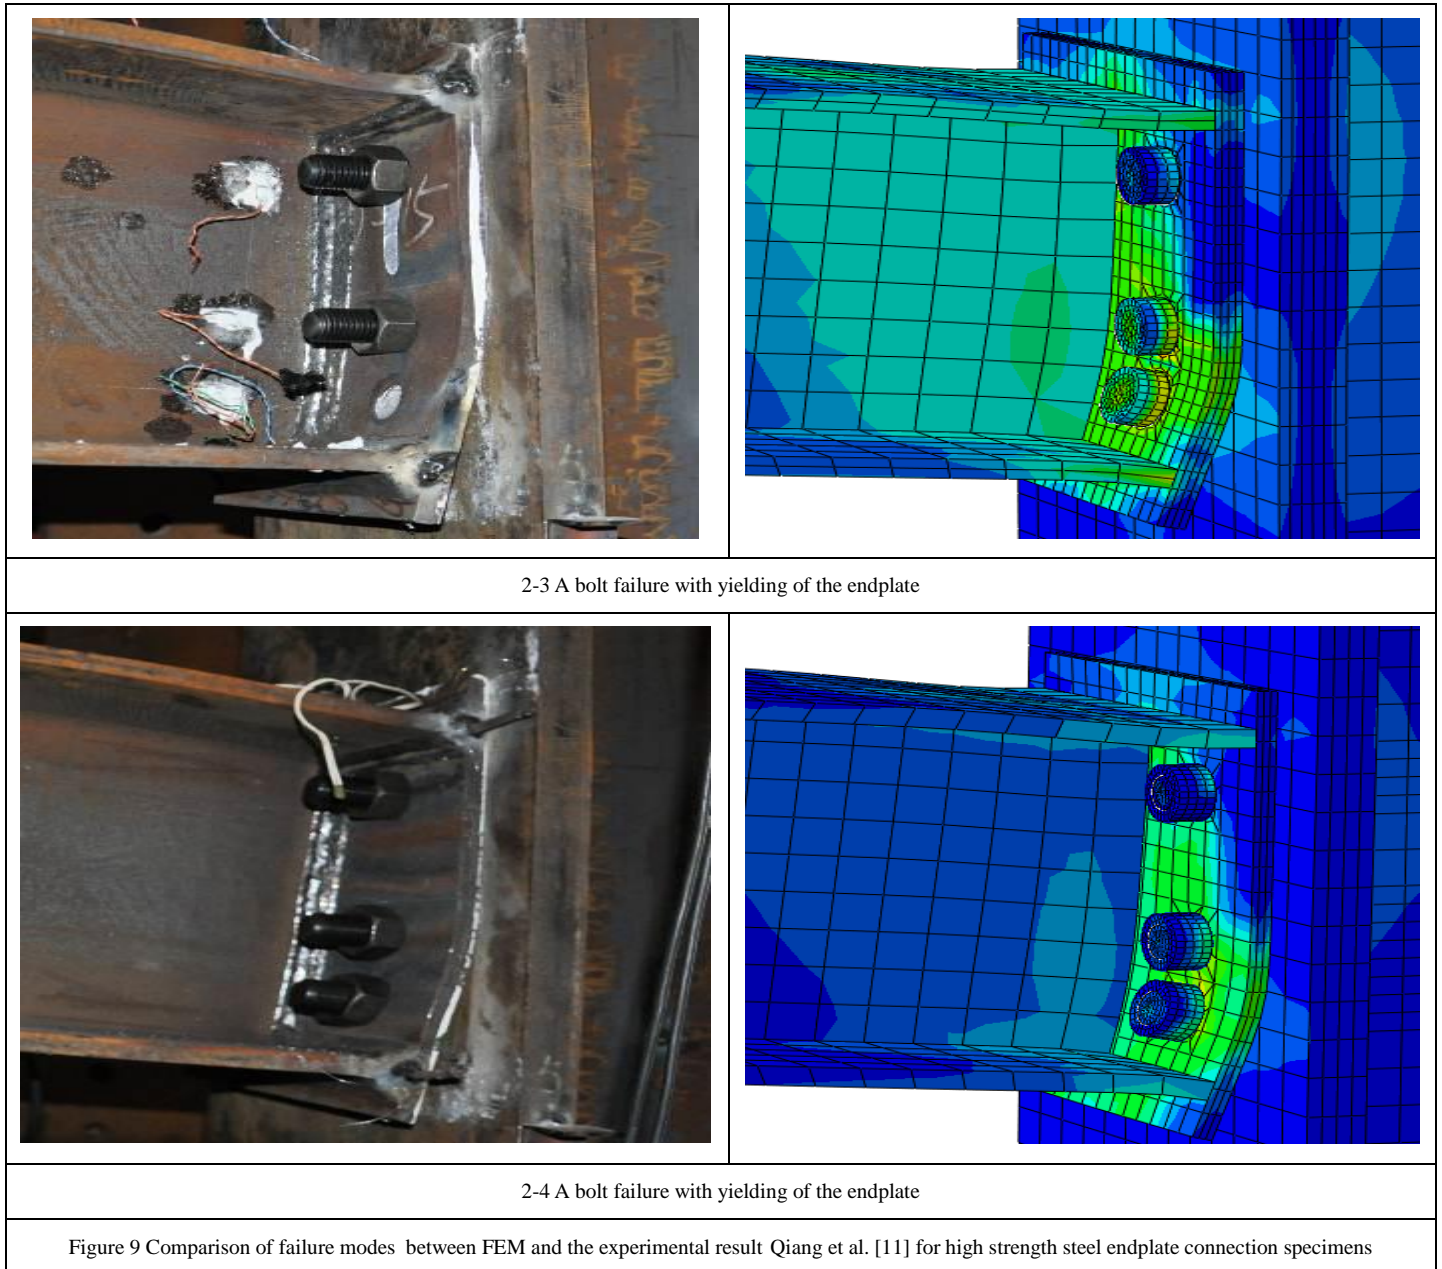 2-3 A bolt failure with yielding of the endplate
2-4 A bolt failure with yielding of the endplate
Figure 9 Comparison of failure modes between FEM and the experimental result Qiang et al. [11] for high strength steel endplate connection specimens